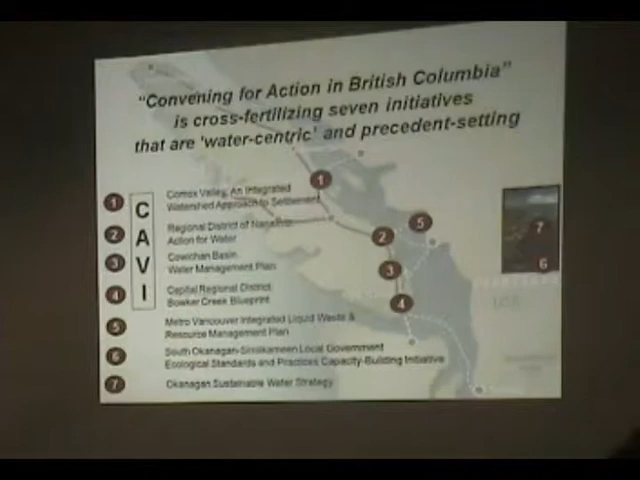 "Convening for Action in British Columbia"
is cross-fertilizing seven initiatives
that are 'water-centric' and precedent-setting
1
Comox Valley, An Integrated
Watershed Approach to Settlement
2
Regional District of Nanaimo
Action for Water
3
Cowichan Basin
Water Management Plan
4
Capital Regional District
Bowker Creek Blueprint
5
Metro Vancouver Integrated Liquid Waste &
Resource Management Plan
6
South Okanagan-Similkameen Local Government
Ecological Standards and Practices Capacity-Building Initiative
7
Okanagan Sustainable Water Strategy
C
A
V
I
1
2
5
3
4
7
6